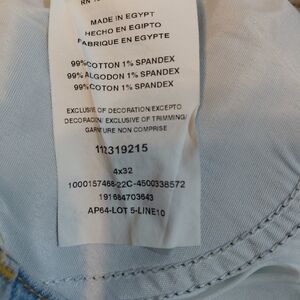 RN
MADE IN EGYPT
HECHO EN EGIPTO
FABRIQUE EN EGYPTE
99%COTTON 1% SPANDEX
99% ALGODON 1% SPANDEX
99%COTON 1% SPANDEX
EXCLUSIVE OF DECORATION/EXCEPTO
DECORACION/ EXCLUSIVE OF TRIMMING/
GARNITURE NON COMPRISE
112319215
4x32
1000157468-22C-4500338572
191684703643
AP64-LOT 5-LINE10